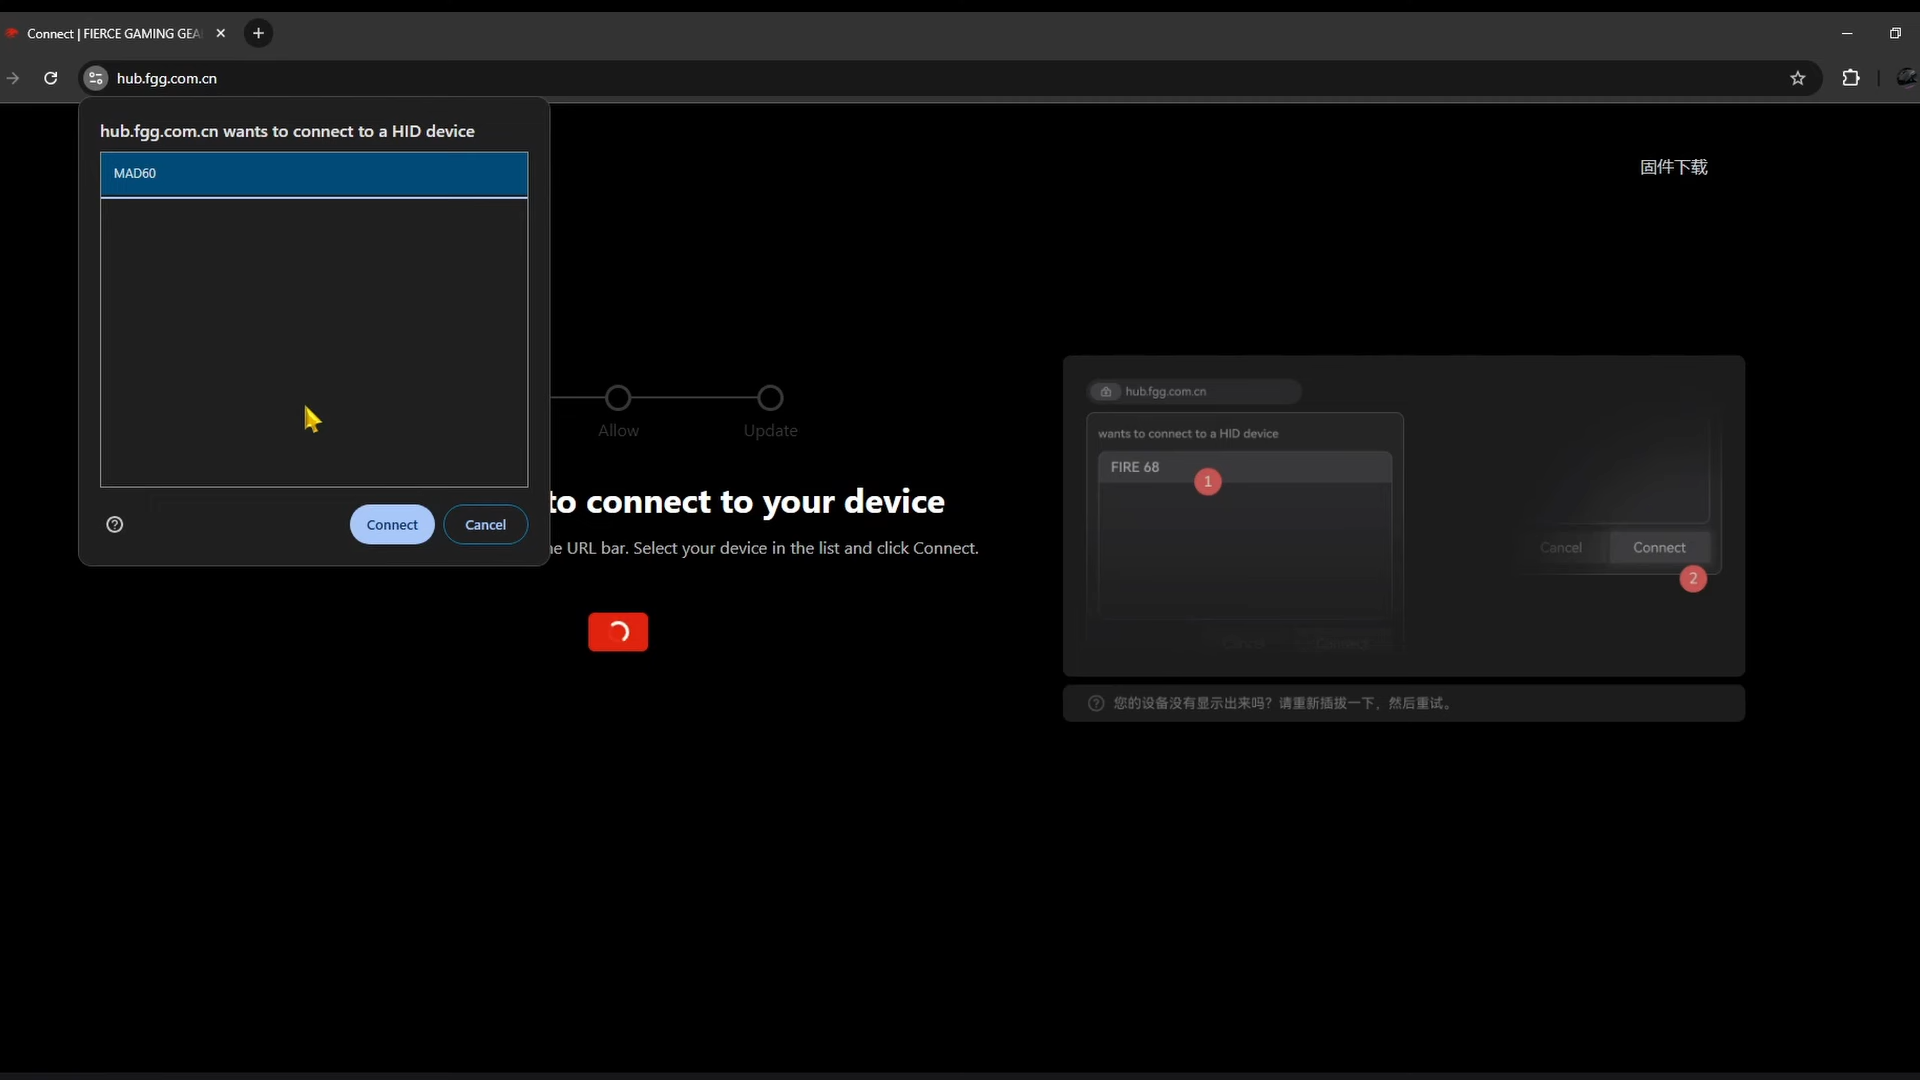 Connect | FIERCE GAMING GEA
hub.fgg.com.cn
hub.fgg.com.cn wants to connect to a HID device
MAD60
Connect
Cancel
固件下载
Allow
Update
to connect to your device
URL bar. Select your device in the list and click Connect.
hub.fgg.com.cn
wants to connect to a HID device
FIRE 68
1
Cancel
Connect
2
您的设备没有显示出来吗？请重新插拔一下，然后重试。